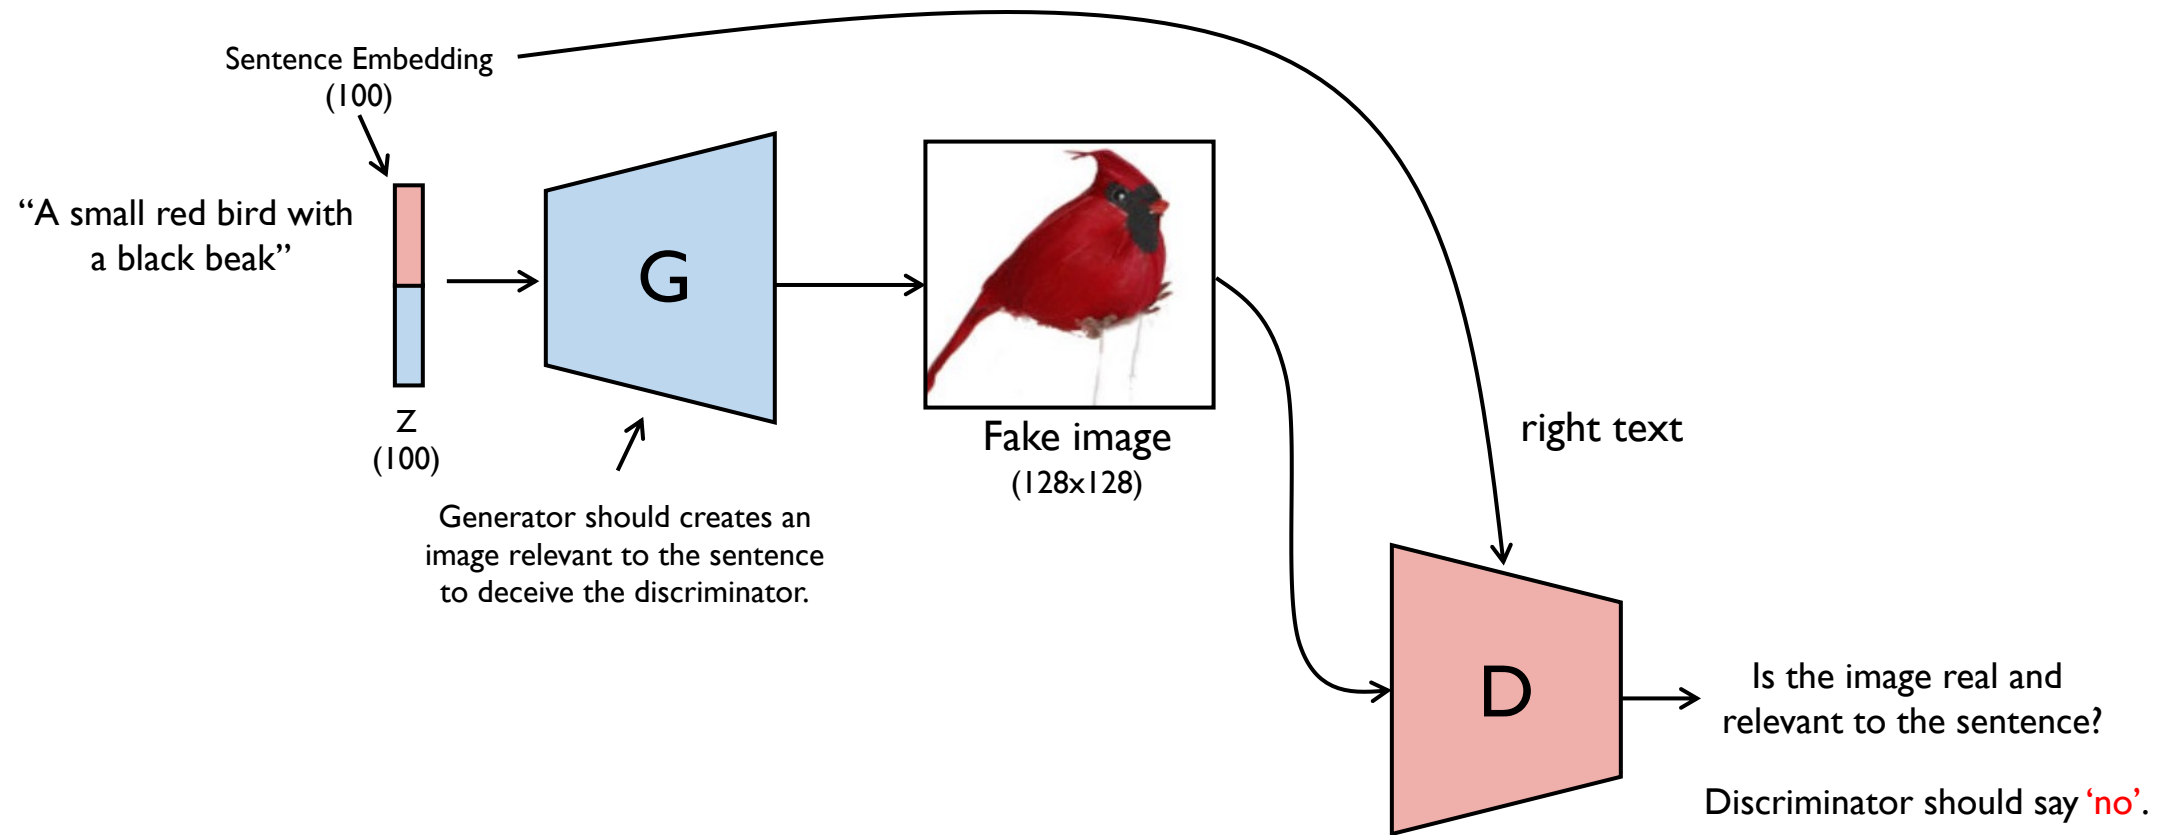 Sentence Embedding
(100)
“A small red bird with
a black beak”
G
z
(100)
Generator should creates an
image relevant to the sentence
to deceive the discriminator.
Fake image
(128x128)
right text
D
Is the image real and
relevant to the sentence?
Discriminator should say ‘no’.